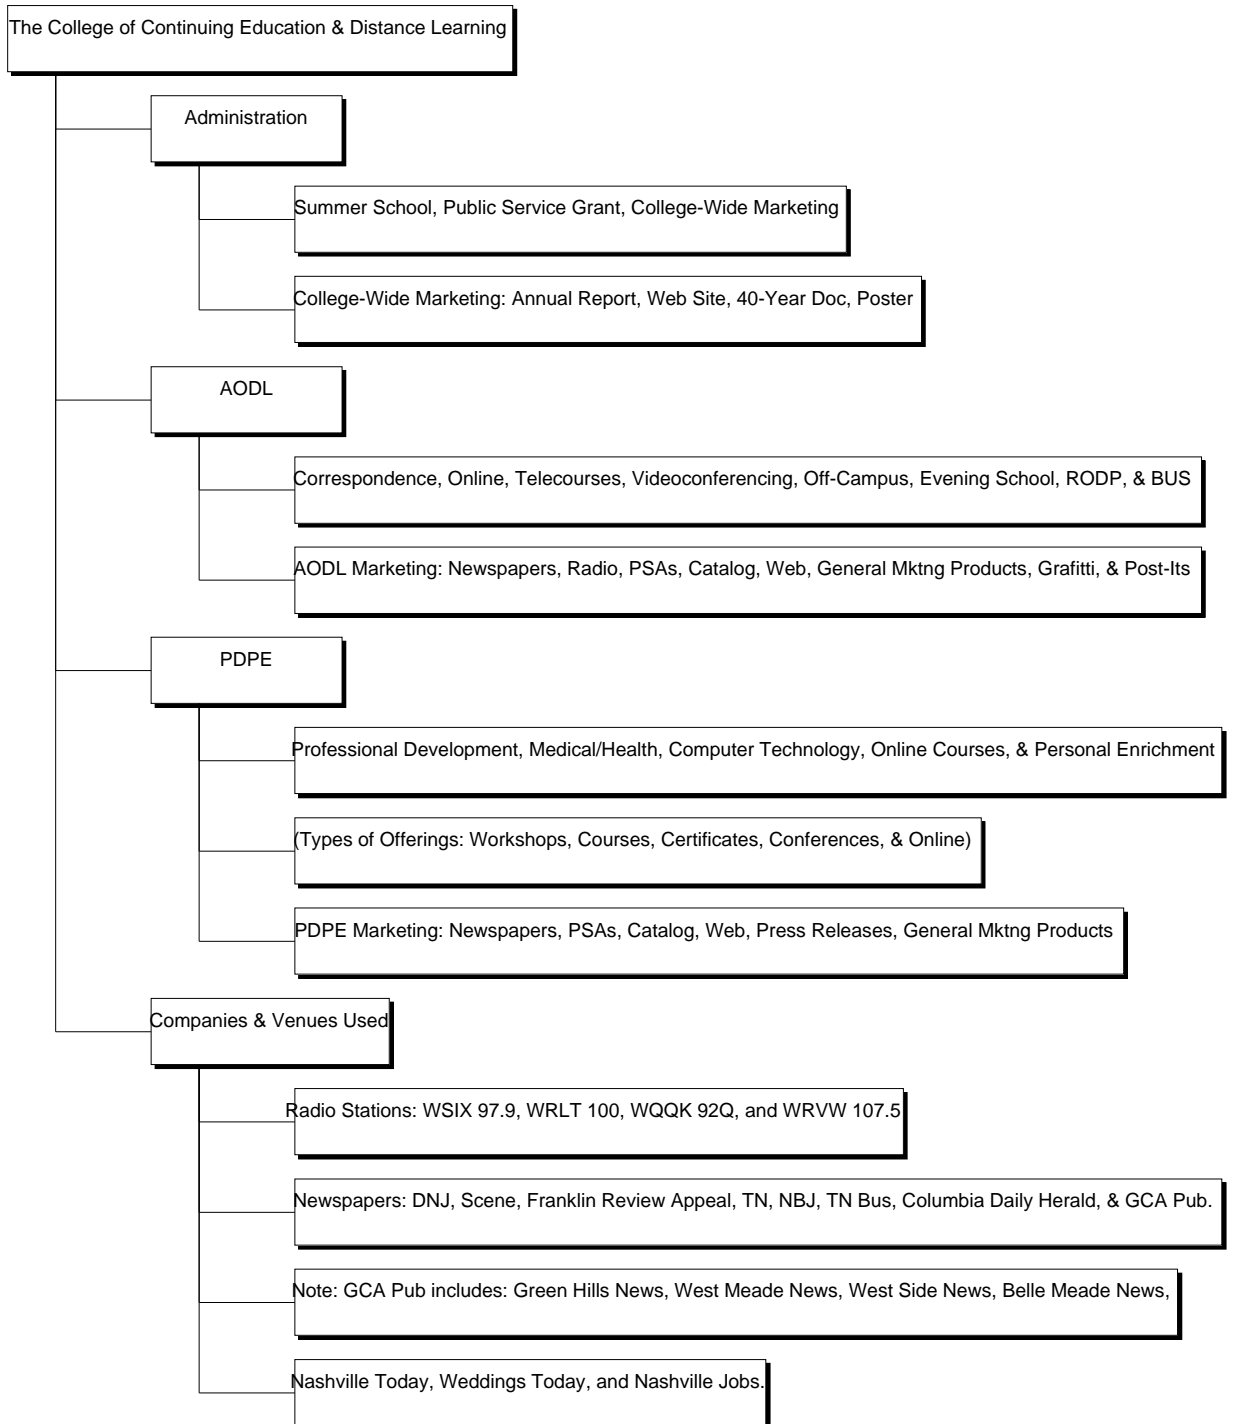 The College of Continuing Education & Distance Learning
Administration
Summer School, Public Service Grant, College-Wide Marketing
College-Wide Marketing: Annual Report, Web Site, 40-Year Doc, Poster
AODL
Correspondence, Online, Telecourses, Videoconferencing, Off-Campus, Evening School, RODP, & BUS
AODL Marketing: Newspapers, Radio, PSAs, Catalog, Web, General Mktng Products, Grafitti, & Post-Its
PDPE
Professional Development, Medical/Health, Computer Technology, Online Courses, & Personal Enrichment
(Types of Offerings: Workshops, Courses, Certificates, Conferences, & Online)
PDPE Marketing: Newspapers, PSAs, Catalog, Web, Press Releases, General Mktng Products
Companies & Venues Used
Radio Stations: WSIX 97.9, WRLT 100, WQQK 92Q, and WRVW 107.5
Newspapers: DNJ, Scene, Franklin Review Appeal, TN, NBJ, TN Bus, Columbia Daily Herald, & GCA Pub.
Note: GCA Pub includes: Green Hills News, West Meade News, West Side News, Belle Meade News,
Nashville Today, Weddings Today, and Nashville Jobs.